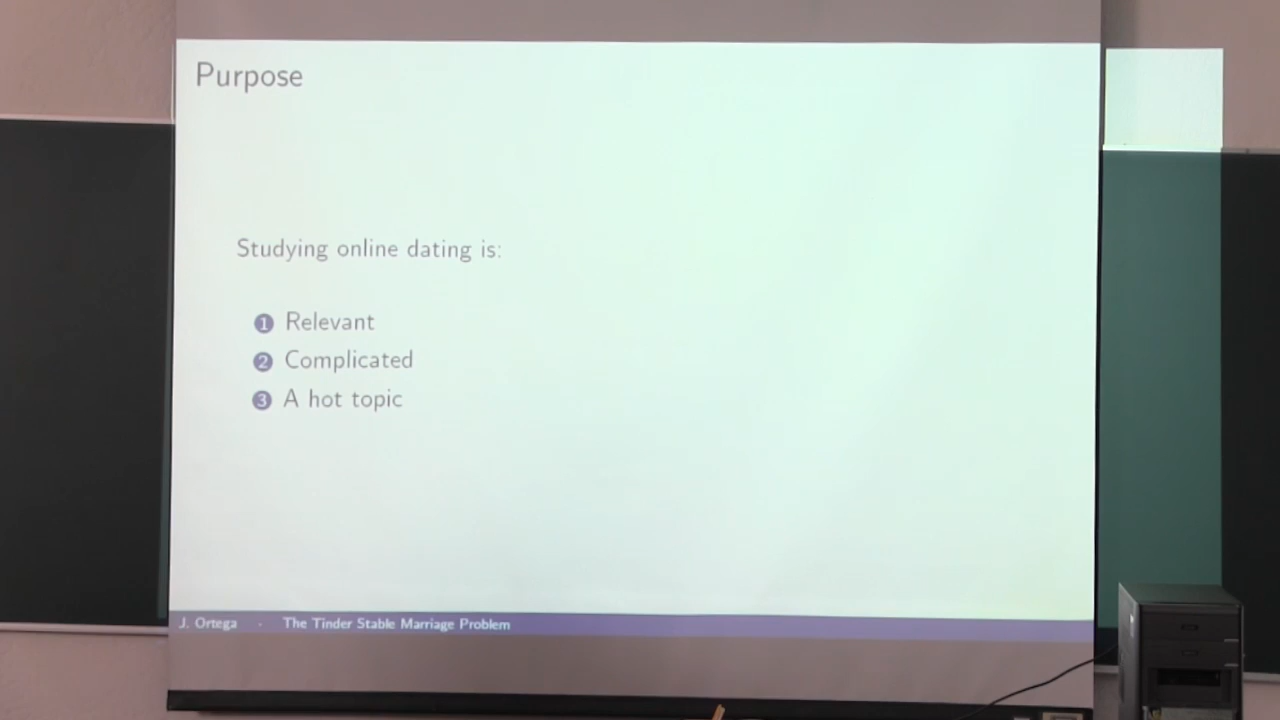 Purpose
Studying online dating is:
1 Relevant
2 Complicated
3 A hot topic
J. Ortega · The Tinder Stable Marriage Problem